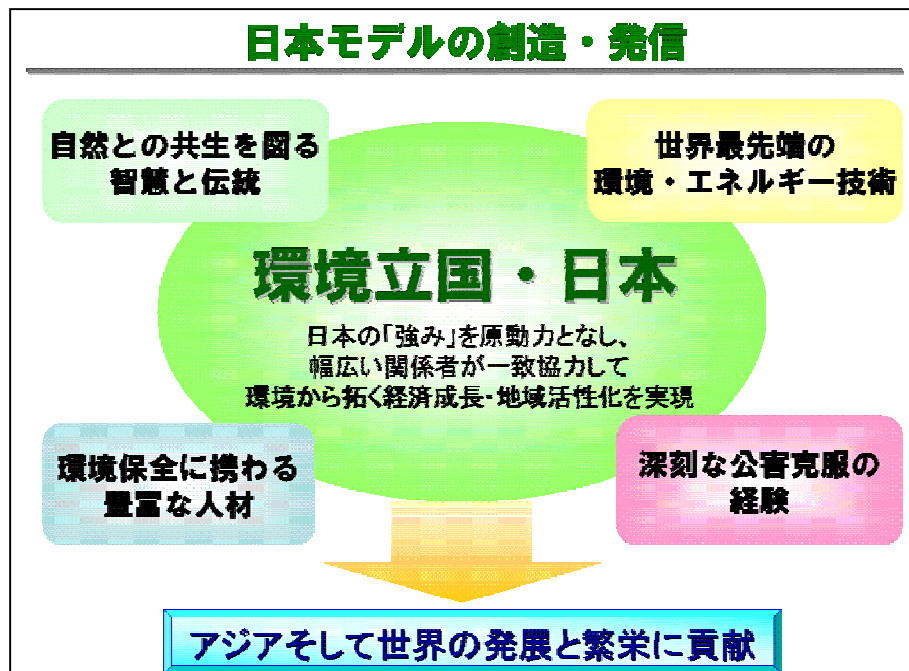 日本モデルの創造・発信
自然との共生を図る
智慧と伝統
世界最先端の
環境・エネルギー技術
環境立国・日本
日本の「強み」を原動力となし、
幅広い関係者が一致協力して
環境から拓く経済成長・地域活性化を実現
環境保全に携わる
豊富な人材
深刻な公害克服の
経験
アジアそして世界の発展と繁栄に貢献